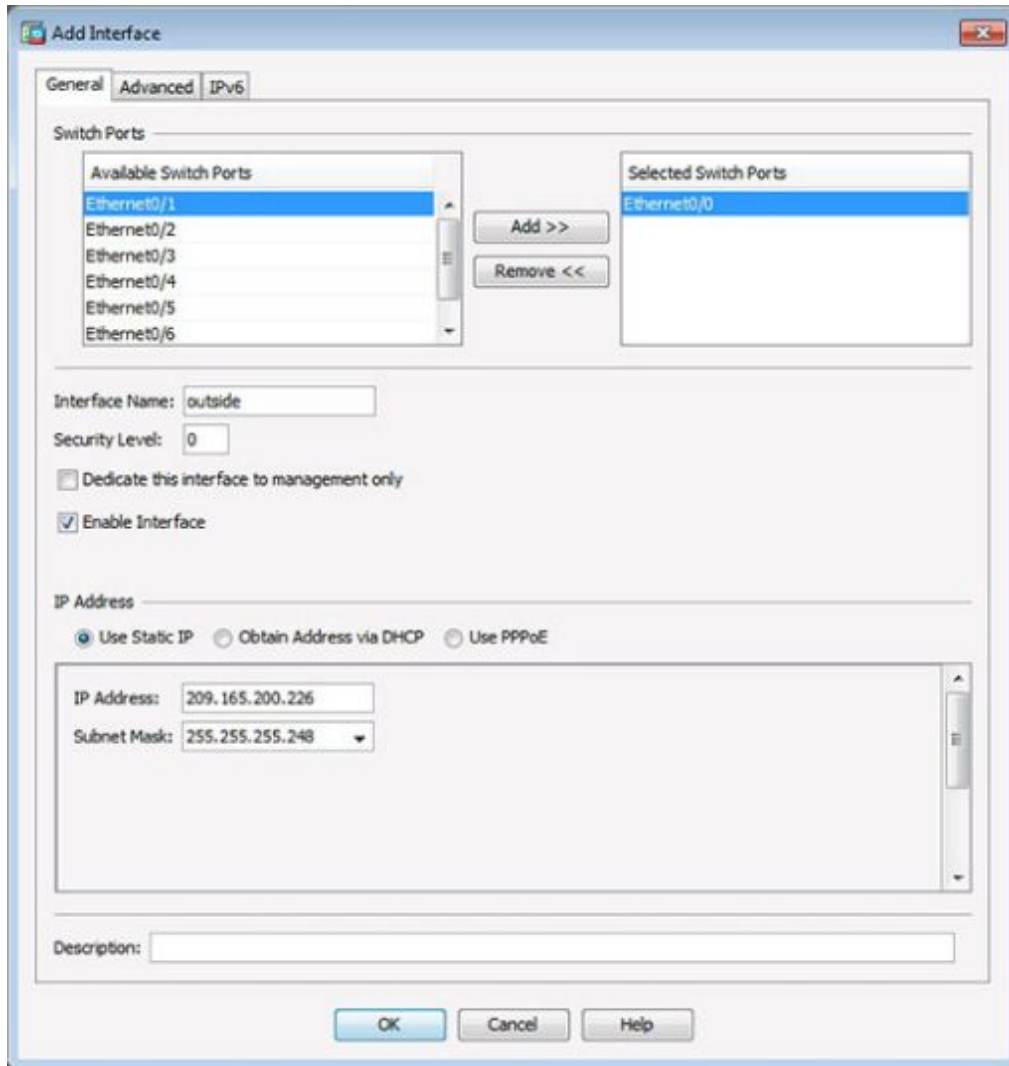 Add Interface
General Advanced IPv6
Switch Ports
Available Switch Ports
Ethernet0/1
Ethernet0/2
Ethernet0/3
Ethernet0/4
Ethernet0/5
Ethernet0/6
Add >>
Remove <<
Selected Switch Ports
Ethernet0/0
Interface Name: outside
Security Level: 0
Dedicate this interface to management only
Enable Interface
IP Address
Use Static IP Obtain Address via DHCP Use PPPoE
IP Address: 209.165.200.226
Subnet Mask: 255.255.255.248
Description:
OK Cancel Help